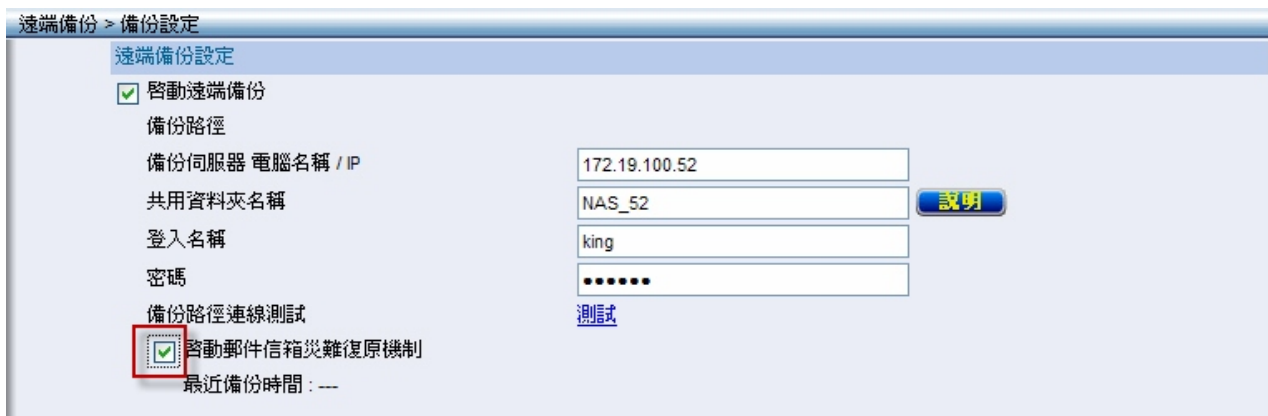 遠端備份 > 備份設定
遠端備份設定
啓動遠端備份
備份路徑
備份伺服器 電腦名稱 / IP 172.19.100.52
共用資料夾名稱 NAS_52 說明
登入名稱 king
密碼 ●●●●●●
備份路徑連線測試 測試
啓動郵件信箱災難復原機制
最近備份時間 : ---